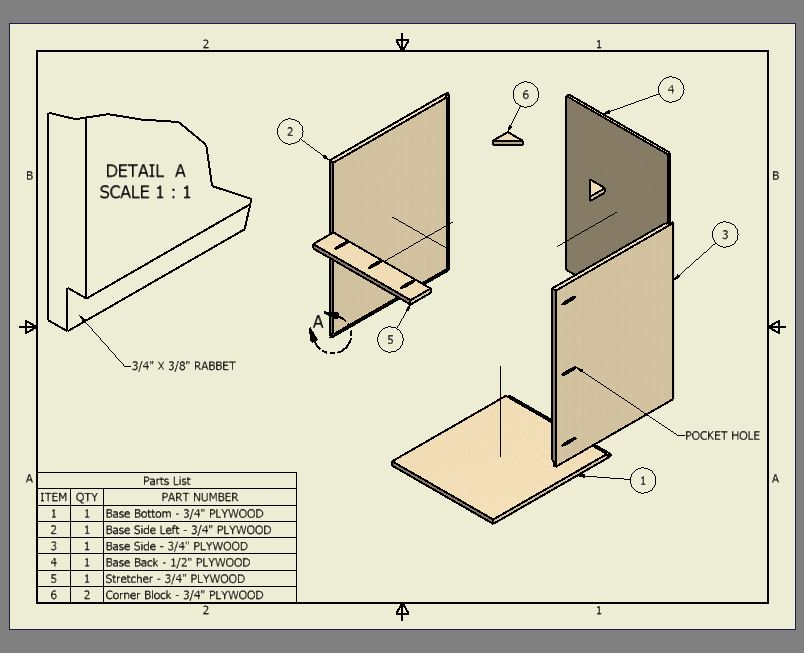 2 1
6
4
2
DETAIL A
SCALE 1 : 1
B B
3
A
5
3/4" X 3/8" RABBET
POCKET HOLE
A A
1
Parts List
ITEM QTY PART NUMBER
1 1 Base Bottom - 3/4" PLYWOOD
2 1 Base Side Left - 3/4" PLYWOOD
3 1 Base Side - 3/4" PLYWOOD
4 1 Base Back - 1/2" PLYWOOD
5 1 Stretcher - 3/4" PLYWOOD
6 2 Corner Block - 3/4" PLYWOOD
2 1